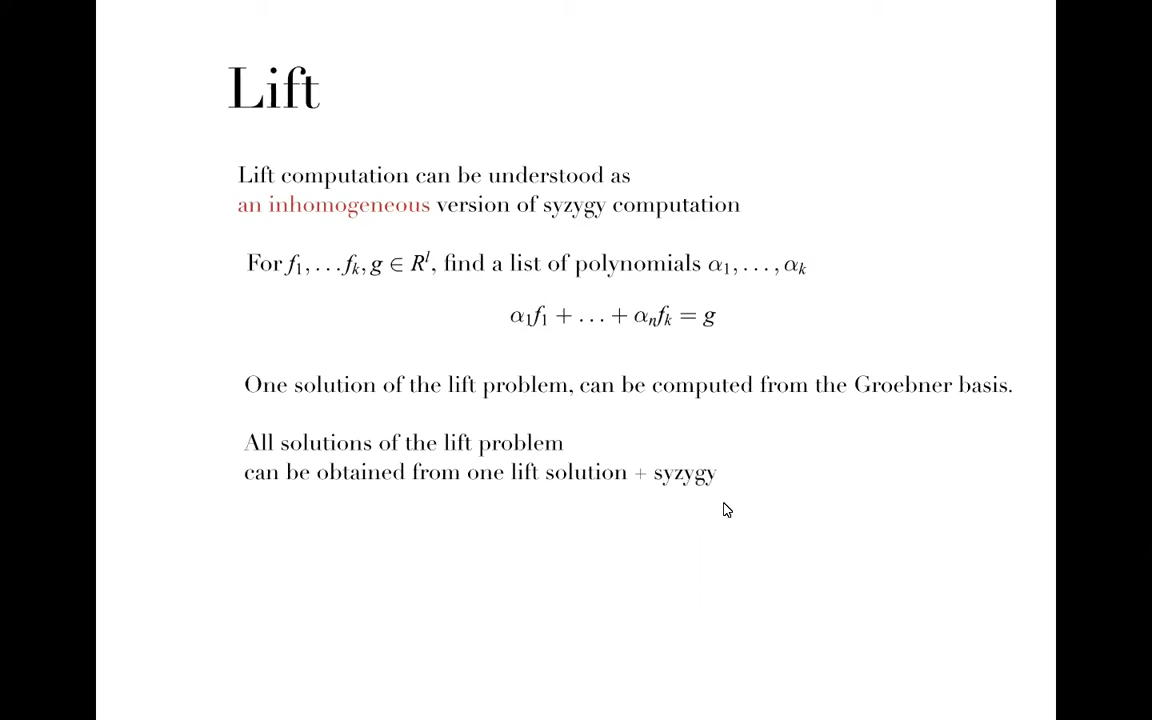 Lift
Lift computation can be understood as
an inhomogeneous version of syzygy computation
For f₁, . . . fₖ, g ∈ Rˡ, find a list of polynomials α₁, . . . , αₖ
α₁f₁ + . . . + αₙfₖ = g
One solution of the lift problem, can be computed from the Groebner basis.
All solutions of the lift problem
can be obtained from one lift solution + syzygy